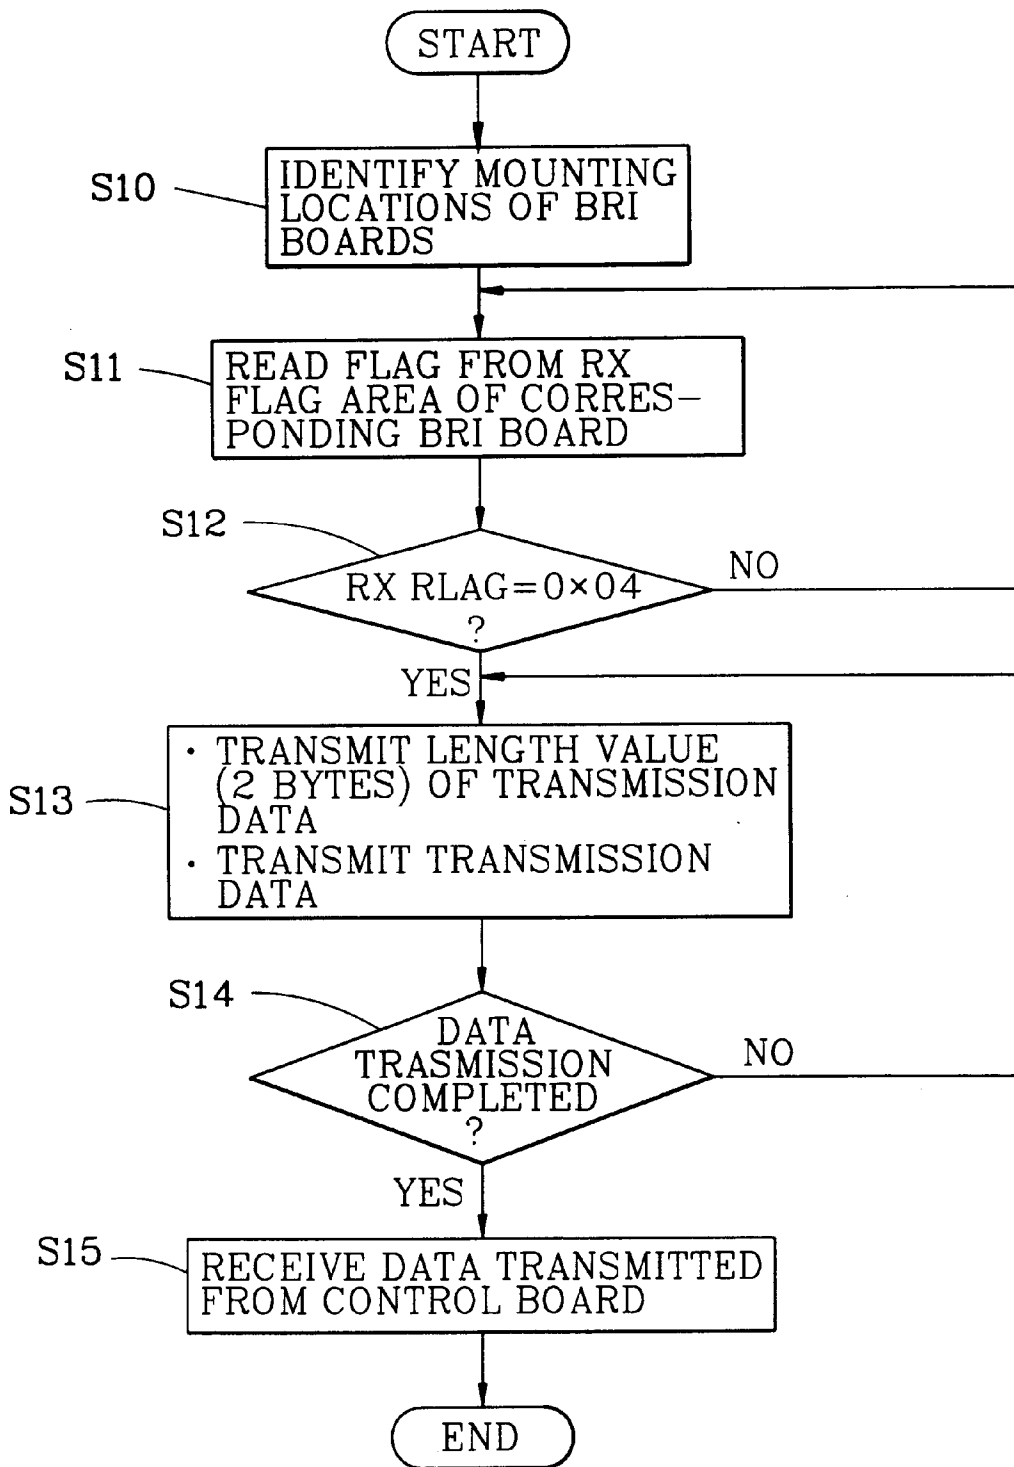 START
S10
IDENTIFY MOUNTING
LOCATIONS OF BRI
BOARDS
S11
READ FLAG FROM RX
FLAG AREA OF CORRES-
PONDING BRI BOARD
S12
RX RLAG=0×04
?
NO
YES
S13
· TRANSMIT LENGTH VALUE
(2 BYTES) OF TRANSMISSION
DATA
· TRANSMIT TRANSMISSION
DATA
S14
DATA
TRASMISSION
COMPLETED
?
NO
YES
S15
RECEIVE DATA TRANSMITTED
FROM CONTROL BOARD
END